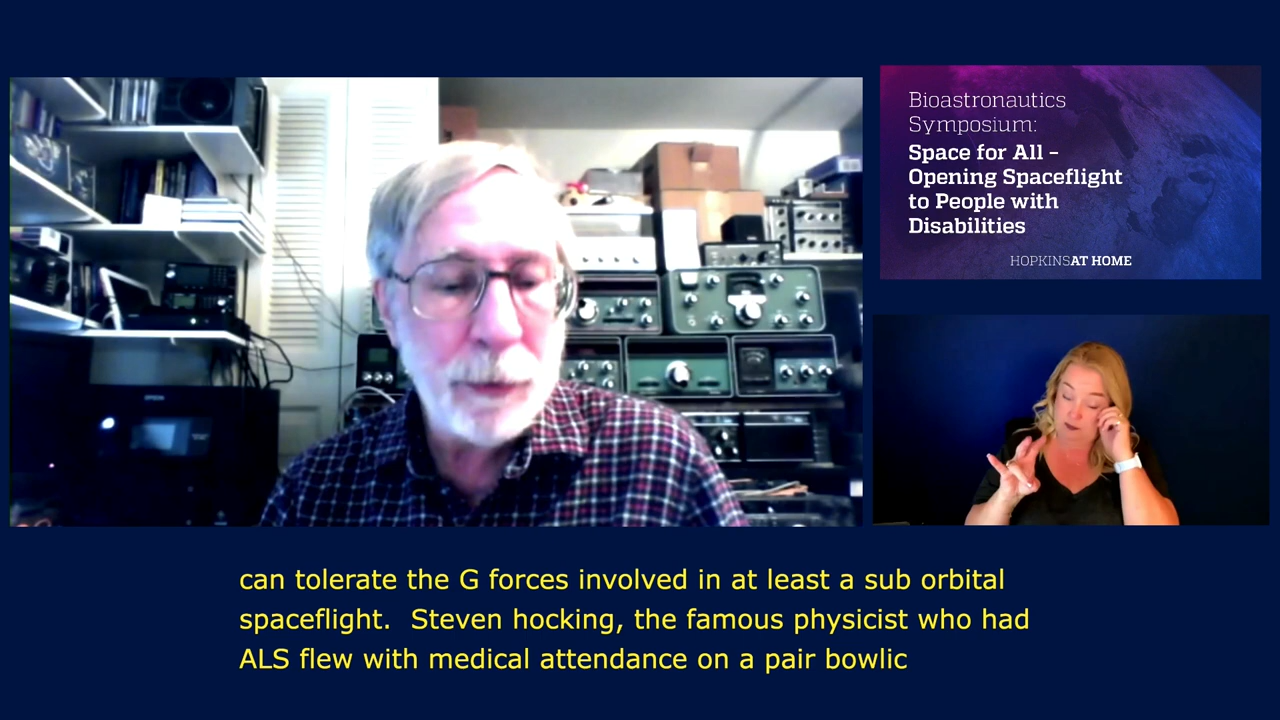 Bioastronautics
Symposium:
Space for All –
Opening Spaceflight
to People with
Disabilities
HOPKINSAT HOME
EPSON
can tolerate the G forces involved in at least a sub orbital
spaceflight.  Steven hocking, the famous physicist who had
ALS flew with medical attendance on a pair bowlic